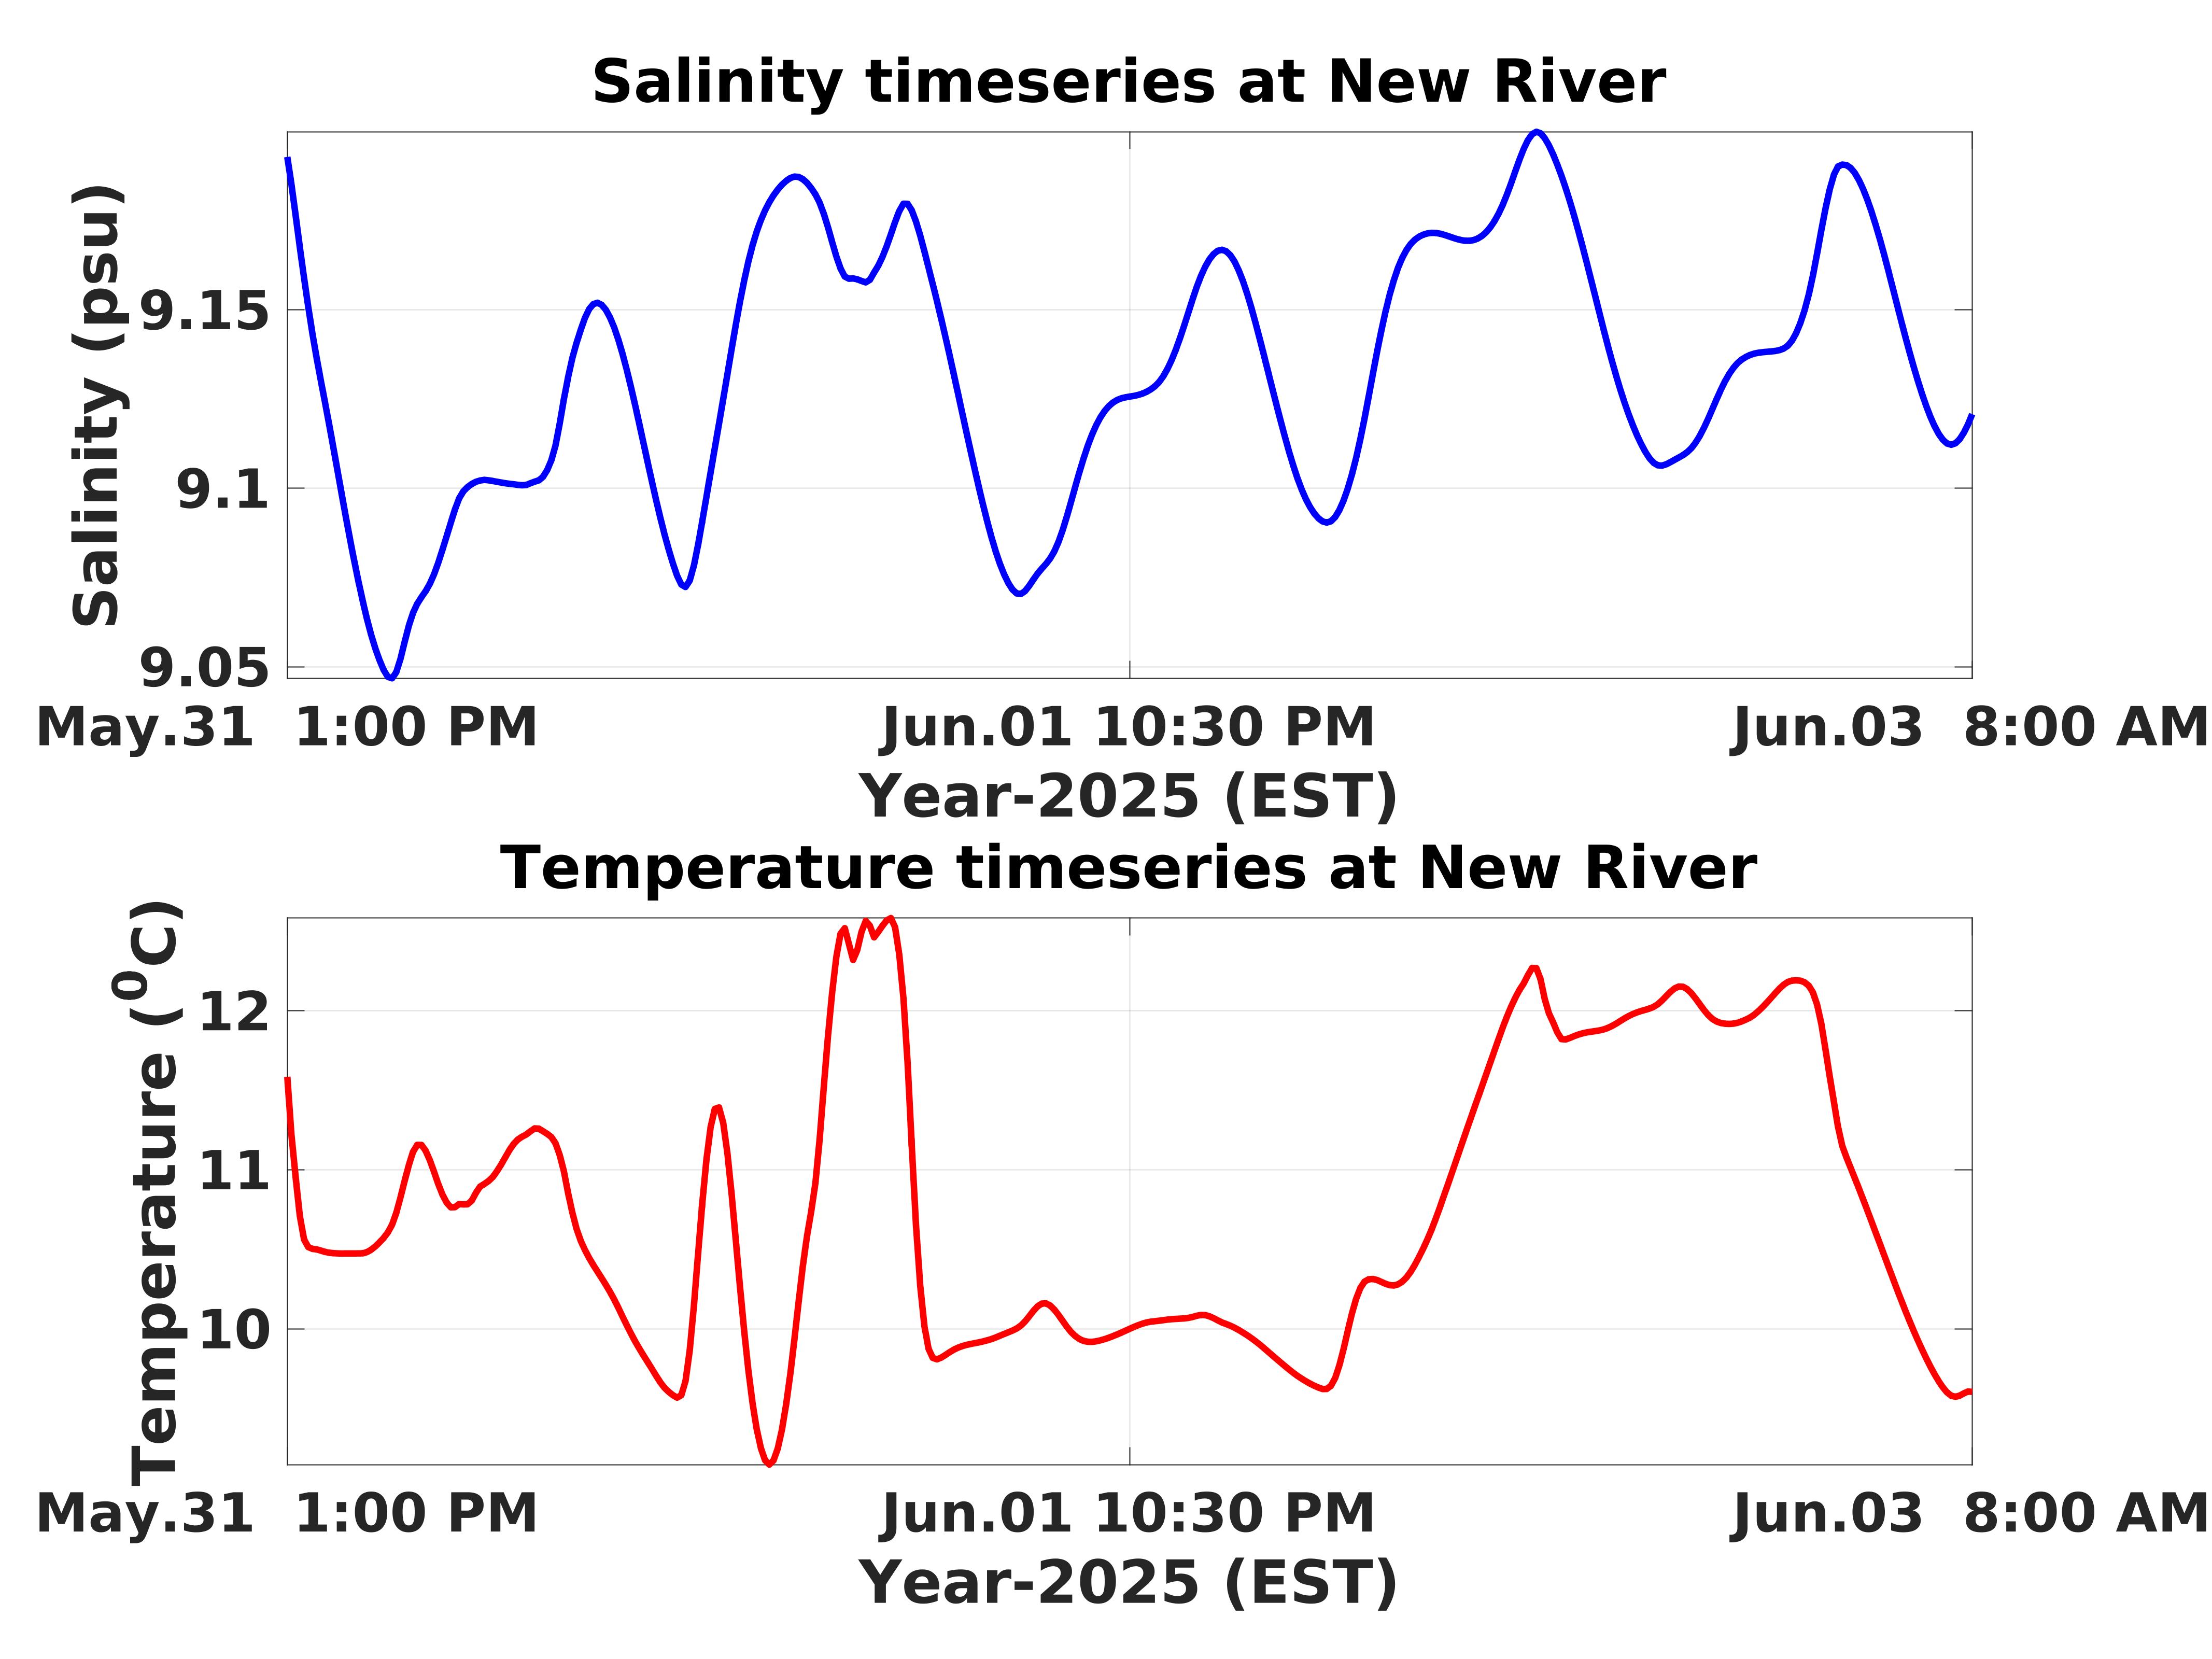 Salinity timeseries at New River
Salinity (psu)
9.15
9.1
9.05
May.31 1:00 PM
Jun.01 10:30 PM
Jun.03 8:00 AM
Year-2025 (EST)
Temperature timeseries at New River
Temperature (⁰C)
12
11
10
May.31 1:00 PM
Jun.01 10:30 PM
Jun.03 8:00 AM
Year-2025 (EST)